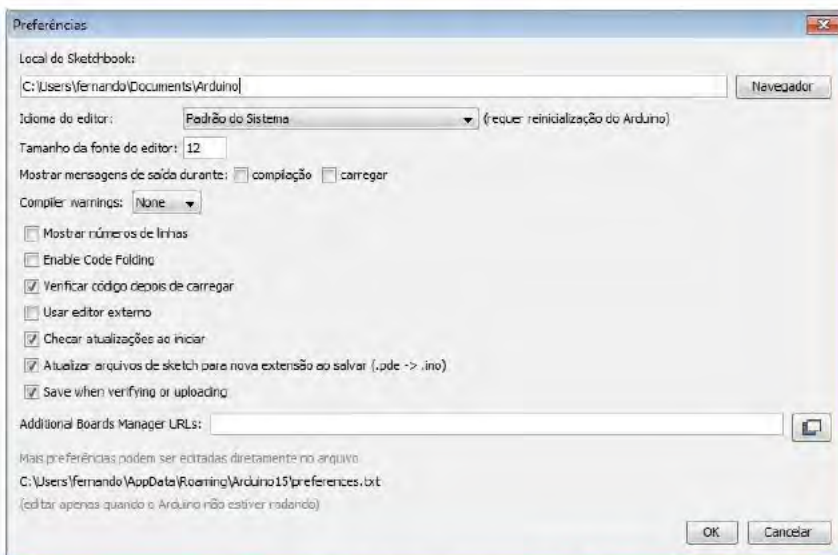 Preferências
Local do Sketchbook:
C:\Users\fernando\Documents\Arduino
Navegador
Idioma do editor: Padrão do Sistema (requer reinicialização do Arduino)
Tamanho da fonte do editor: 12
Mostrar mensagens de saída durante: compilação carregar
Compiler warnings: None
Mostrar números de linhas
Enable Code Folding
Verificar código depois de carregar
Usar editor externo
Checar atualizações ao iniciar
Atualizar arquivos de sketch para nova extensão ao salvar (.pde -> .ino)
Save when verifying or uploading
Additional Boards Manager URLs:
Mais preferências podem ser editadas diretamente no arquivo
C:\Users\fernando\AppData\Roaming\Arduino15\preferences.txt
(editar apenas quando o Arduino não estiver rodando)
OK Cancelar